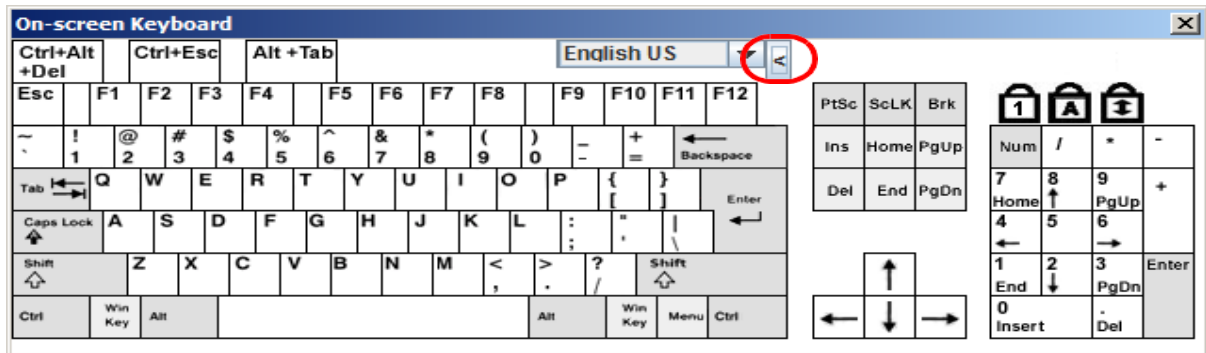 On-screen Keyboard
Ctrl+Alt +Del Ctrl+Esc Alt +Tab English US <
Esc F1 F2 F3 F4 F5 F6 F7 F8 F9 F10 F11 F12 PtSc ScLK Brk 1 A
~ ` ! 1 @ 2 # 3 $ 4 % 5 ^ 6 & 7 * 8 ( 9 ) 0 _ - + = Backspace Ins Home PgUp Num / * -
Tab Q W E R T Y U I O P { [ } ] Enter Del End PgDn 7 Home 8 9 PgUp +
Caps Lock A S D F G H J K L : ; " ' | \ 4 5 6
Shift Z X C V B N M < , > . ? / Shift 1 End 2 3 PgDn Enter
Ctrl Win Key Alt Alt Win Key Menu Ctrl 0 Insert . Del